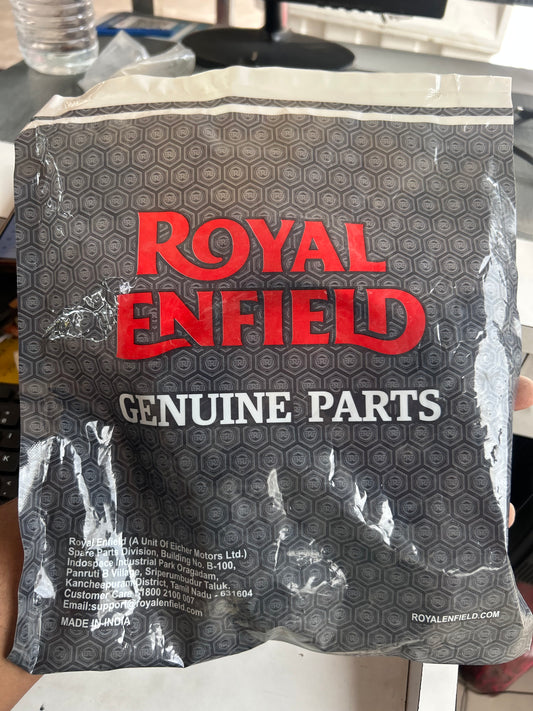 ROYAL
ENFIELD
GENUINE PARTS
Royal Enfield (A Unit Of Eicher Motors Ltd.)
Spare Parts Division, Building No. B-100,
Indospace Industrial Park Oragadam,
Panruti B Village, Sriperumbudur Taluk,
Kancheepuram District, Tamil Nadu - 631604
Customer Care : 1800 2100 007
Email:support@royalenfield.com
MADE-IN-INDIA
ROYALENFIELD.COM